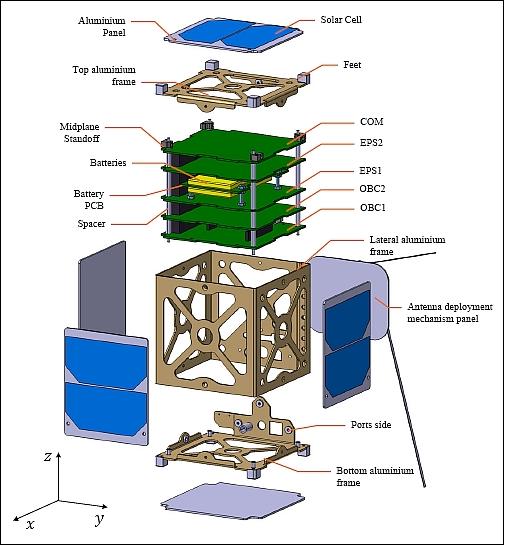 Aluminium
Panel
Solar Cell
Top aluminium
frame
Feet
Midplane
Standoff
COM
EPS2
Batteries
EPS1
Battery
PCB
OBC2
OBC1
Spacer
Lateral aluminium
frame
Antenna deployment
mechanism panel
Ports side
Bottom aluminium
frame
z
x
y